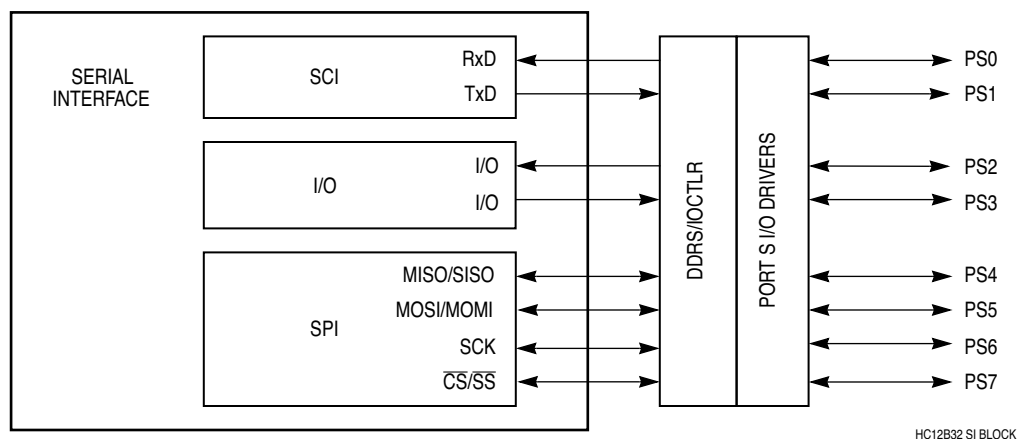 SERIAL
INTERFACE
SCI
RxD
TxD
I/O
I/O
I/O
SPI
MISO/SISO
MOSI/MOMI
SCK
CS/SS
DDRS/IOCTLR
PORT S I/O DRIVERS
PS0
PS1
PS2
PS3
PS4
PS5
PS6
PS7
HC12B32 SI BLOCK